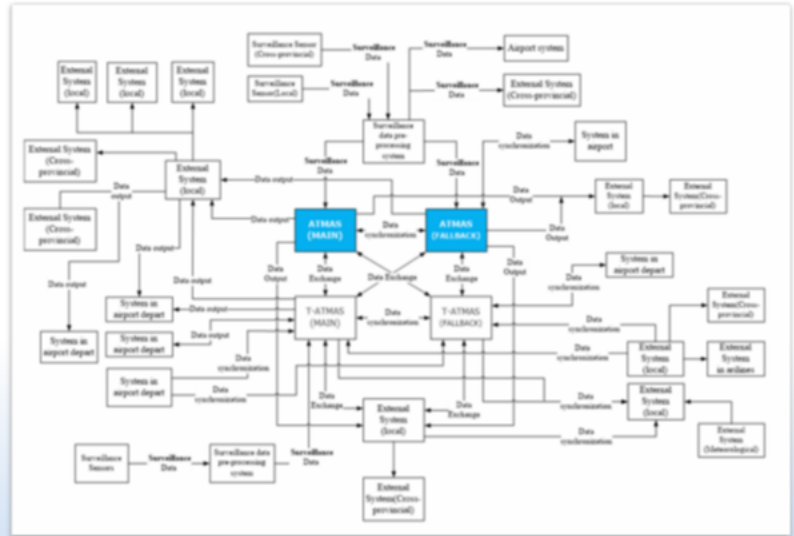 Surveillance Sensor
(Cross-provincial)
Surveillance
Data
Surveillance
Data
Airport system
External
System
(local)
External
System
(local)
External
System
(local)
Surveillance
Sensor(Local)
Surveillance
Data
Surveillance
Data
External System
(Cross-provincial)
Surveillance
data pre-
processing
system
Data
synchronization
System in
airport
External System
(Cross-
provincial)
External
System
(local)
Surveillance
Data
Surveillance
Data
Data output
Data
output
Data
Output
External
System
(local)
External
System(Cross-
provincial)
External System
(Cross-
provincial)
Data output
ATMAS
(MAIN)
Data
synchronization
ATMAS
(FALLBACK)
Data
Output
Data output
Data output
Data output
Data
Output
Data
Exchange
Data Exchange
Data
Exchange
Data
Output
Data
synchronization
System in
airport depart
System in
airport depart
Data output
T-ATMAS
(MAIN)
Data
synchronization
T-ATMAS
(FALLBACK)
External
System(Cross-
provincial)
Data
synchronization
System in
airport depart
System in
airport depart
Data output
Data
synchronization
Data
synchronization
External
System
(local)
External
System
in airlines
System in
airport depart
Data
synchronization
Data
Exchange
Data
Exchange
Data
synchronization
External
System
(local)
External
System
(local)
Data
synchronization
External
System
(Meteorological)
Surveillance
Sensors
Surveillance
Data
Surveillance data
pre-processing
system
Surveillance
Data
External
System(Cross-
provincial)